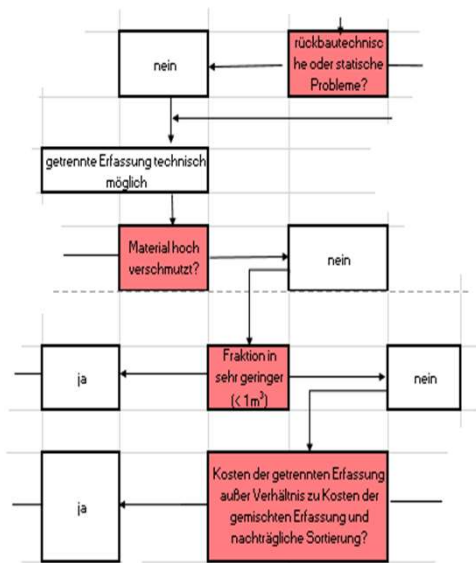 nein
rückbautechnisc
he oder statische
Probleme?
getrennte Erfassung technisch
möglich
Material hoch
verschmutzt?
nein
ja
Fraktion in
sehr geringer
(< 1m³)
nein
ja
Kosten der getrennten Erfassung
außer Verhältnis zu Kosten der
gemischten Erfassung und
nachträgliche Sortierung?